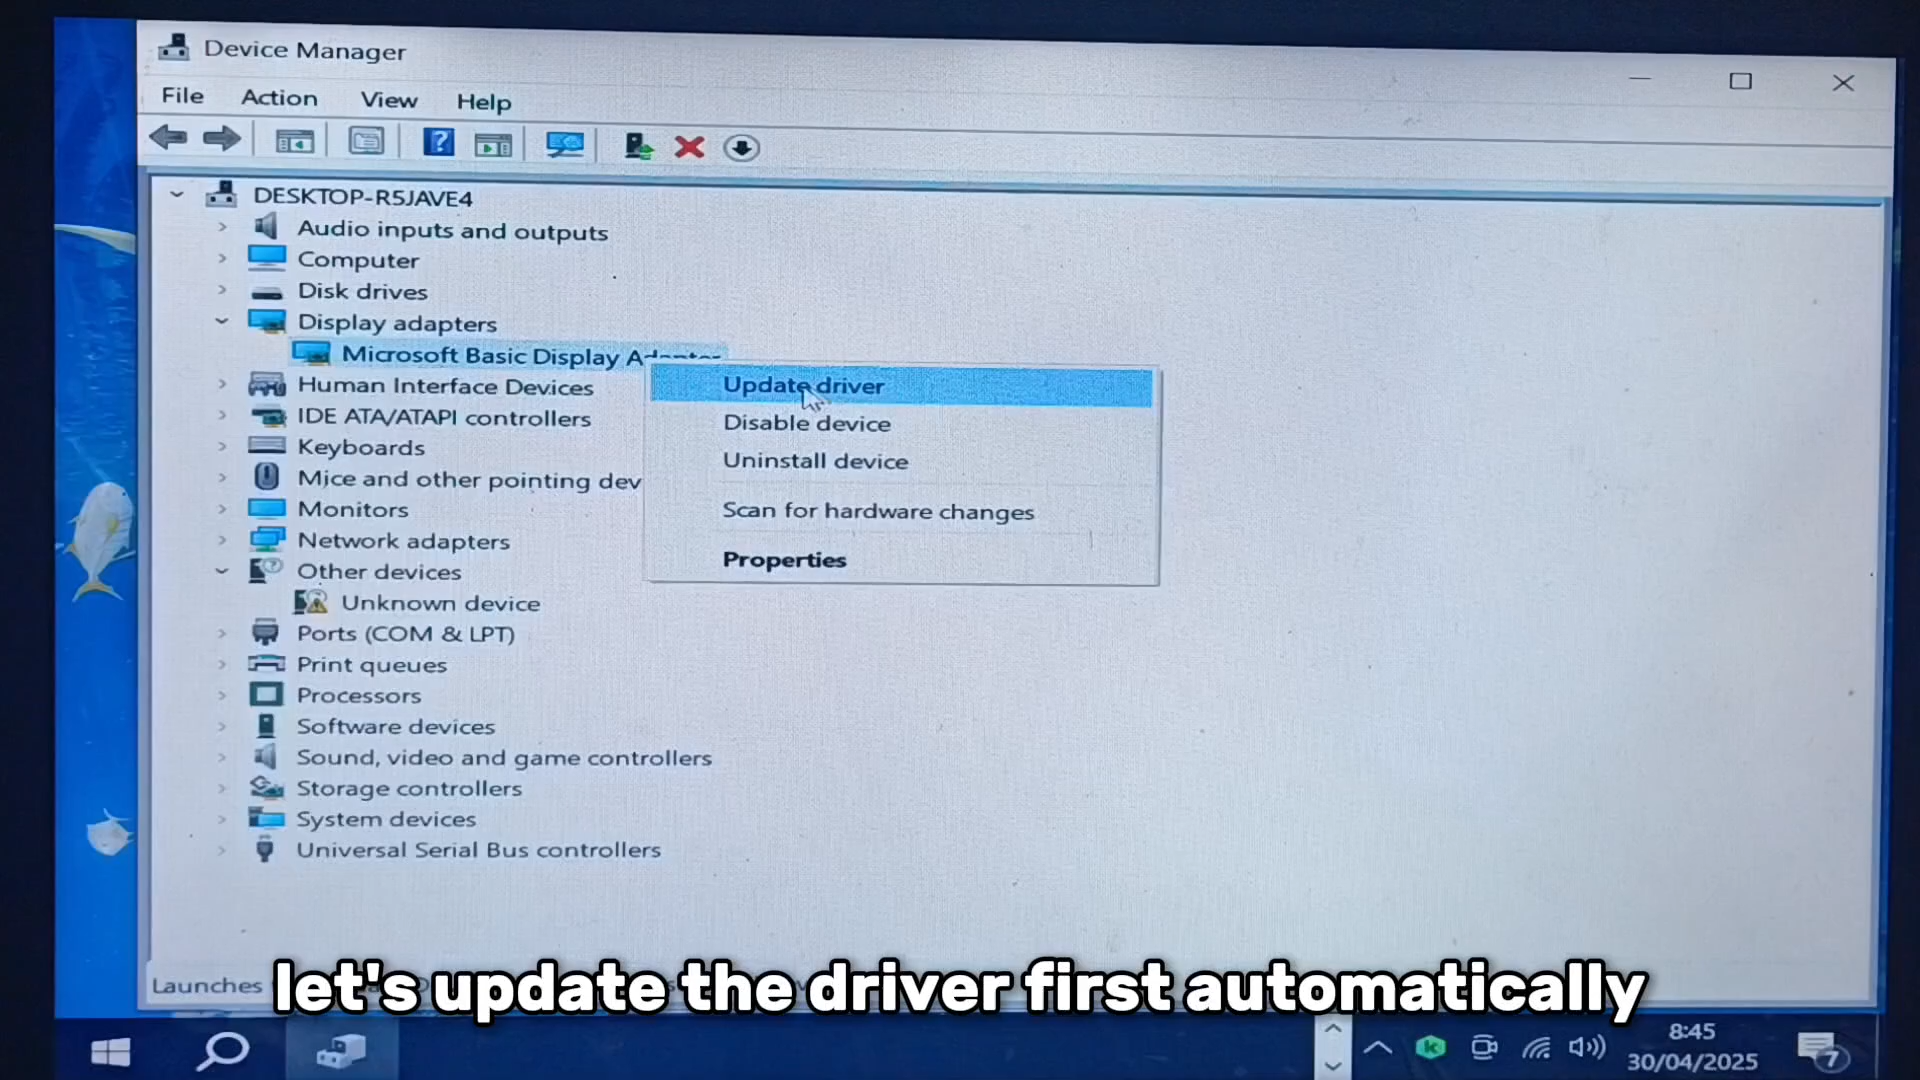 Device Manager
File Action View Help
DESKTOP-R5JAVE4
Audio inputs and outputs
Computer
Disk drives
Display adapters
Microsoft Basic Display Adapter
Update driver
Disable device
Uninstall device
Scan for hardware changes
Properties
Human Interface Devices
IDE ATA/ATAPI controllers
Keyboards
Mice and other pointing dev
Monitors
Network adapters
Other devices
Unknown device
Ports (COM & LPT)
Print queues
Processors
Software devices
Sound, video and game controllers
Storage controllers
System devices
Universal Serial Bus controllers
Launches
let's update the driver first automatically
8:45
30/04/2025
7